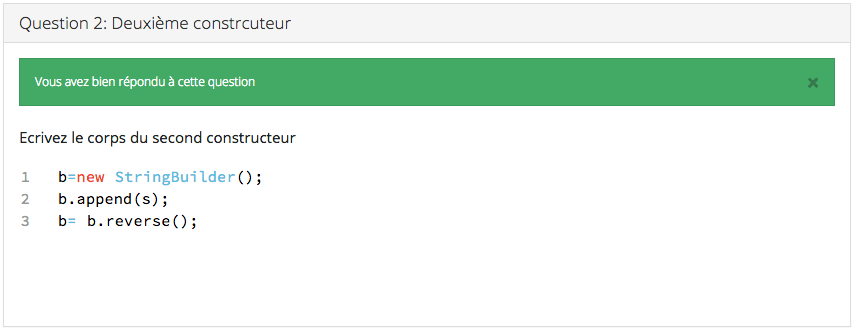 Question 2: Deuxième constrcuteur
Vous avez bien répondu à cette question ×
Ecrivez le corps du second constructeur
1 b=new StringBuilder();
2 b.append(s);
3 b= b.reverse();